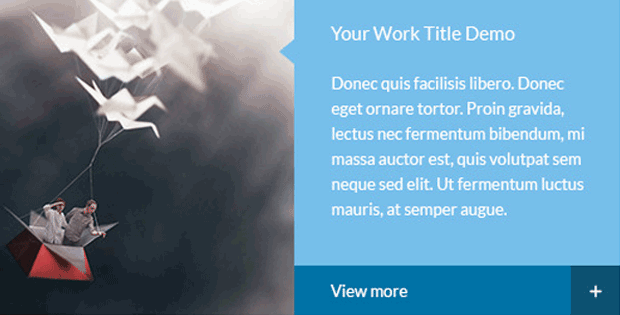 Your Work Title Demo
Donec quis facilisis libero. Donec
eget ornare tortor. Proin gravida,
lectus nec fermentum bibendum, mi
massa auctor est, quis volutpat sem
neque sed elit. Ut fermentum luctus
mauris, at semper augue.
View more +